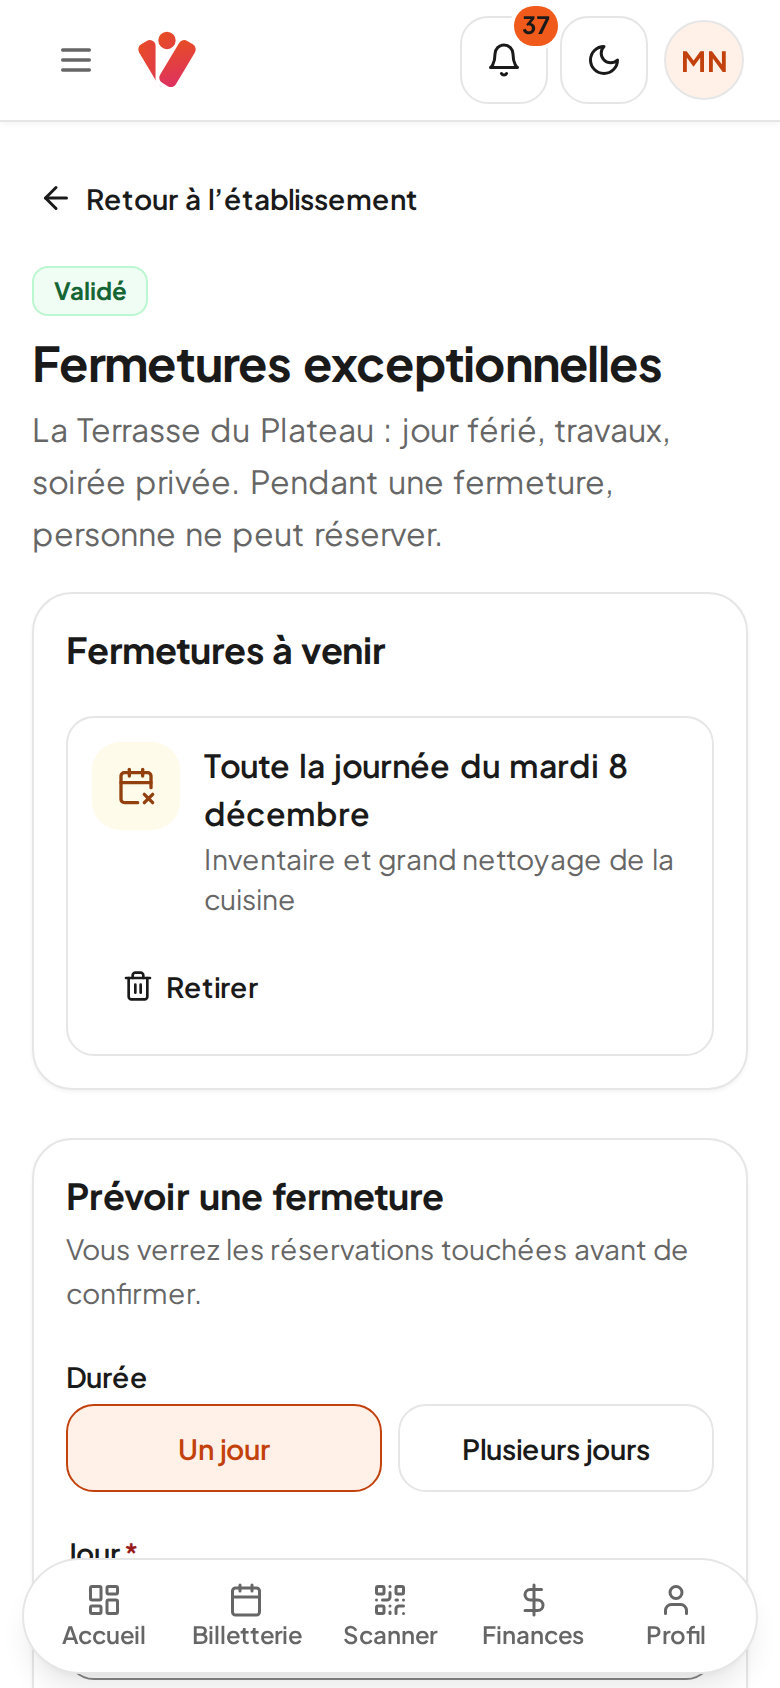 37
MN
Retour à l’établissement
Validé
Fermetures exceptionnelles
La Terrasse du Plateau : jour férié, travaux,
soirée privée. Pendant une fermeture,
personne ne peut réserver.
Fermetures à venir
Toute la journée du mardi 8
décembre
Inventaire et grand nettoyage de la
cuisine
Retirer
Prévoir une fermeture
Vous verrez les réservations touchées avant de
confirmer.
Durée
Un jour
Plusieurs jours
Jour *
Accueil
Billetterie
Scanner
Finances
Profil